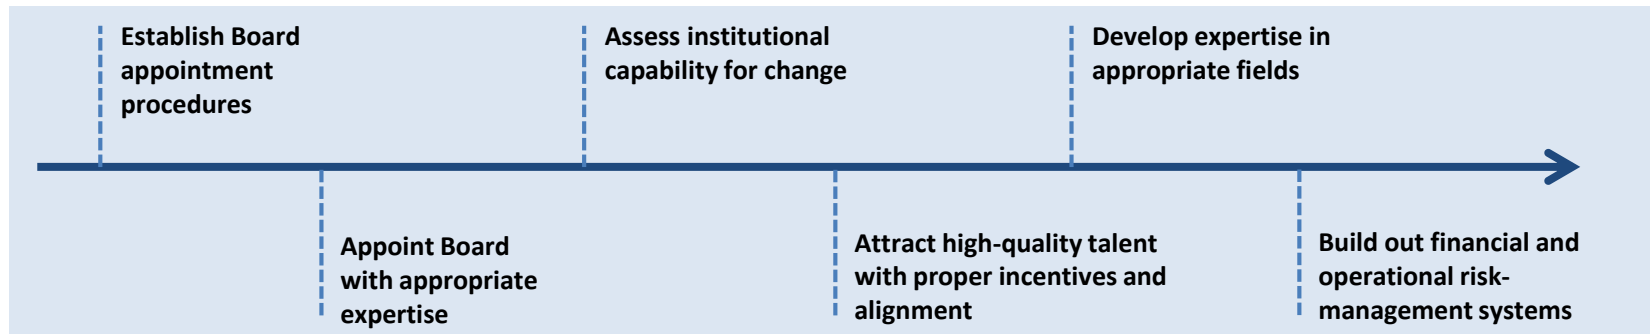 Establish Board
appointment
procedures
Appoint Board
with appropriate
expertise
Assess institutional
capability for change
Attract high-quality talent
with proper incentives and
alignment
Develop expertise in
appropriate fields
Build out financial and
operational risk-
management systems